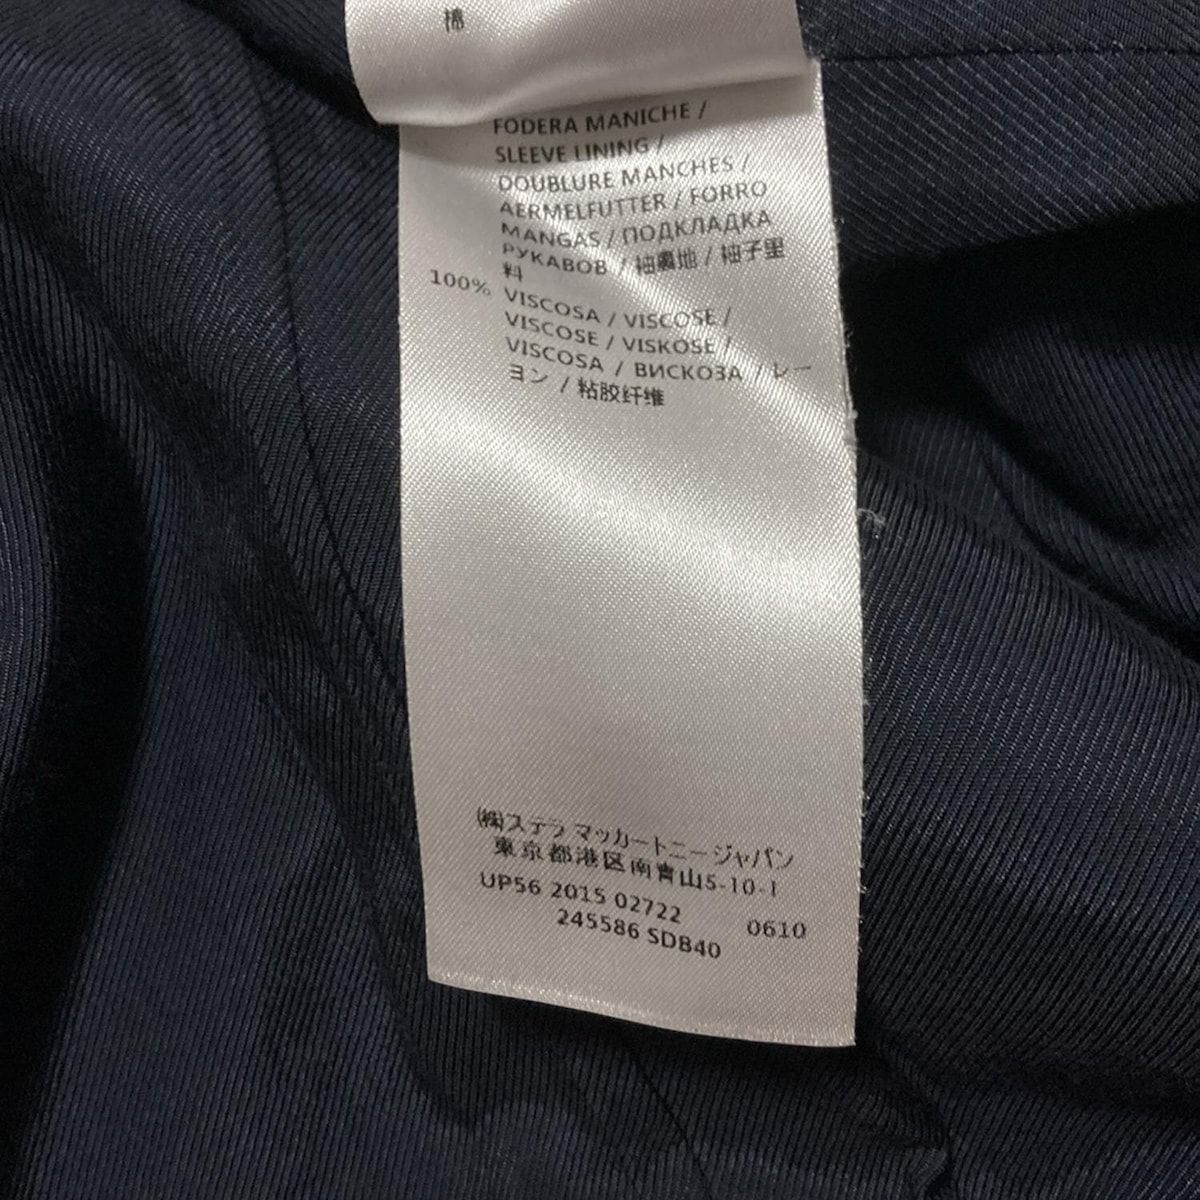 棉
FODERA MANICHE /
SLEEVE LINING /
DOUBLURE MANCHES /
AERMELFUTTER / FORRO
MANGAS / ПОДКЛАДКА
РУКАВОВ / 袖裏地 / 袖子里
料
100% VISCOSA / VISCOSE /
VISCOSE / VISKOSE /
VISCOSA / ВИСКОЗА / レー
ヨン / 粘胶纤维
㈱ステラ マッカートニー ジャパン
東京都港区南青山5-10-1
UP56 2015 02722
245586 SDB40 0610